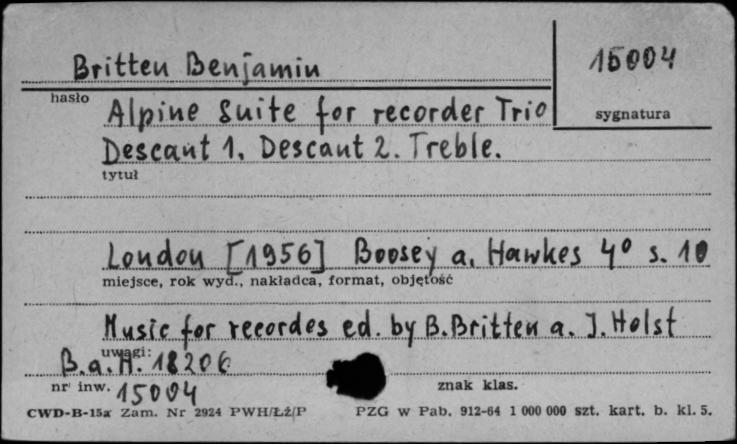 Britten Benjamin
15004
hasło
Alpine Suite for recorder Trio
sygnatura
Descant 1, Descant 2. Treble.
tytuł
London [1956] Boosey a. Hawkes 4° s. 10
miejsce, rok wyd., nakładca, format, objętość
Music for recordes ed. by B. Britten a. I. Holst
uwagi:
B.a.H. 18206
nr inw. 15004
znak klas.
CWD-B-15a Zam. Nr 2924 PWH/Łź/P PZG w Pab. 912-64 1 000 000 szt. kart. b. kl. 5.